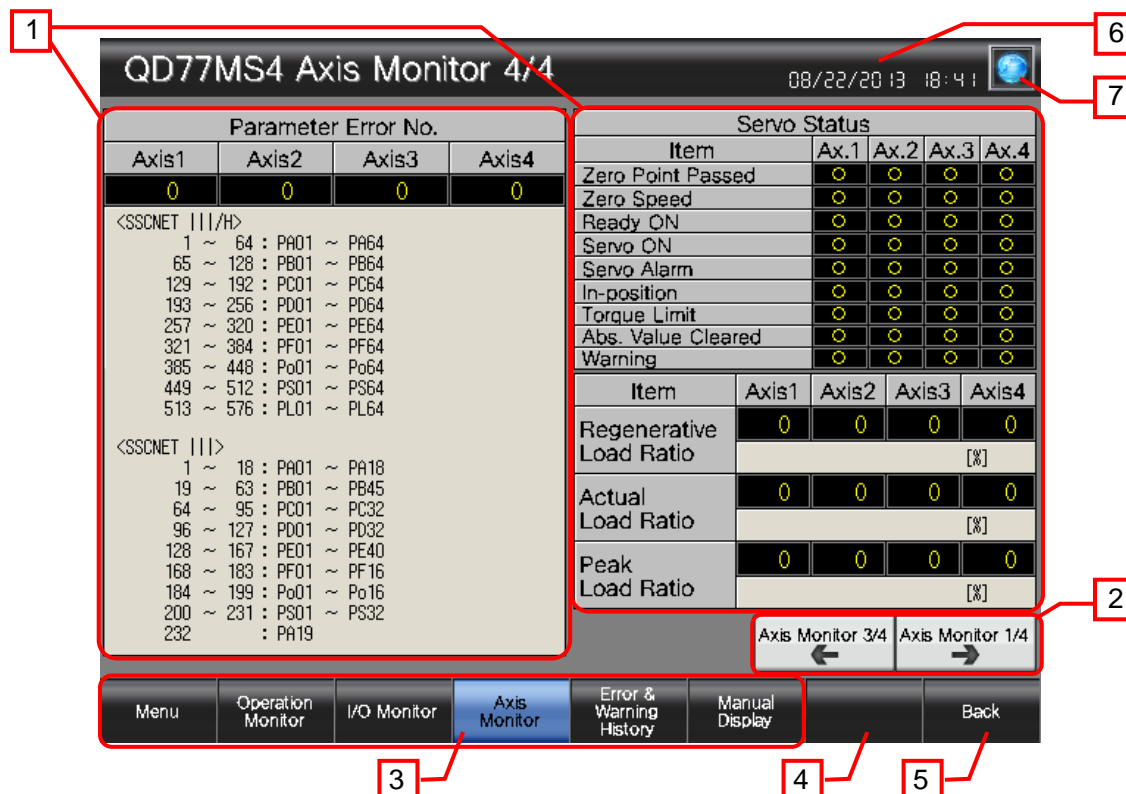 1
6
QD77MS4 Axis Monitor 4/4
08/22/2013 18:41
7
Parameter Error No.
Axis1 Axis2 Axis3 Axis4
0 0 0 0
<SSCNET |||/H>
1 ~ 64 : PA01 ~ PA64
65 ~ 128 : PB01 ~ PB64
129 ~ 192 : PC01 ~ PC64
193 ~ 256 : PD01 ~ PD64
257 ~ 320 : PE01 ~ PE64
321 ~ 384 : PF01 ~ PF64
385 ~ 448 : Po01 ~ Po64
449 ~ 512 : PS01 ~ PS64
513 ~ 576 : PL01 ~ PL64
<SSCNET |||>
1 ~ 18 : PA01 ~ PA18
19 ~ 63 : PB01 ~ PB45
64 ~ 95 : PC01 ~ PC32
96 ~ 127 : PD01 ~ PD32
128 ~ 167 : PE01 ~ PE40
168 ~ 183 : PF01 ~ PF16
184 ~ 199 : Po01 ~ Po16
200 ~ 231 : PS01 ~ PS32
232 : PA19
Servo Status
Item Ax.1 Ax.2 Ax.3 Ax.4
Zero Point Passed
Zero Speed
Ready ON
Servo ON
Servo Alarm
In-position
Torque Limit
Abs. Value Cleared
Warning
Item Axis1 Axis2 Axis3 Axis4
Regenerative
Load Ratio
0 0 0 0
[%]
Actual
Load Ratio
0 0 0 0
[%]
Peak
Load Ratio
0 0 0 0
[%]
2
Axis Monitor 3/4
Axis Monitor 1/4
Menu
Operation
Monitor
I/O Monitor
Axis
Monitor
Error &
Warning
History
Manual
Display
Back
3
4
5